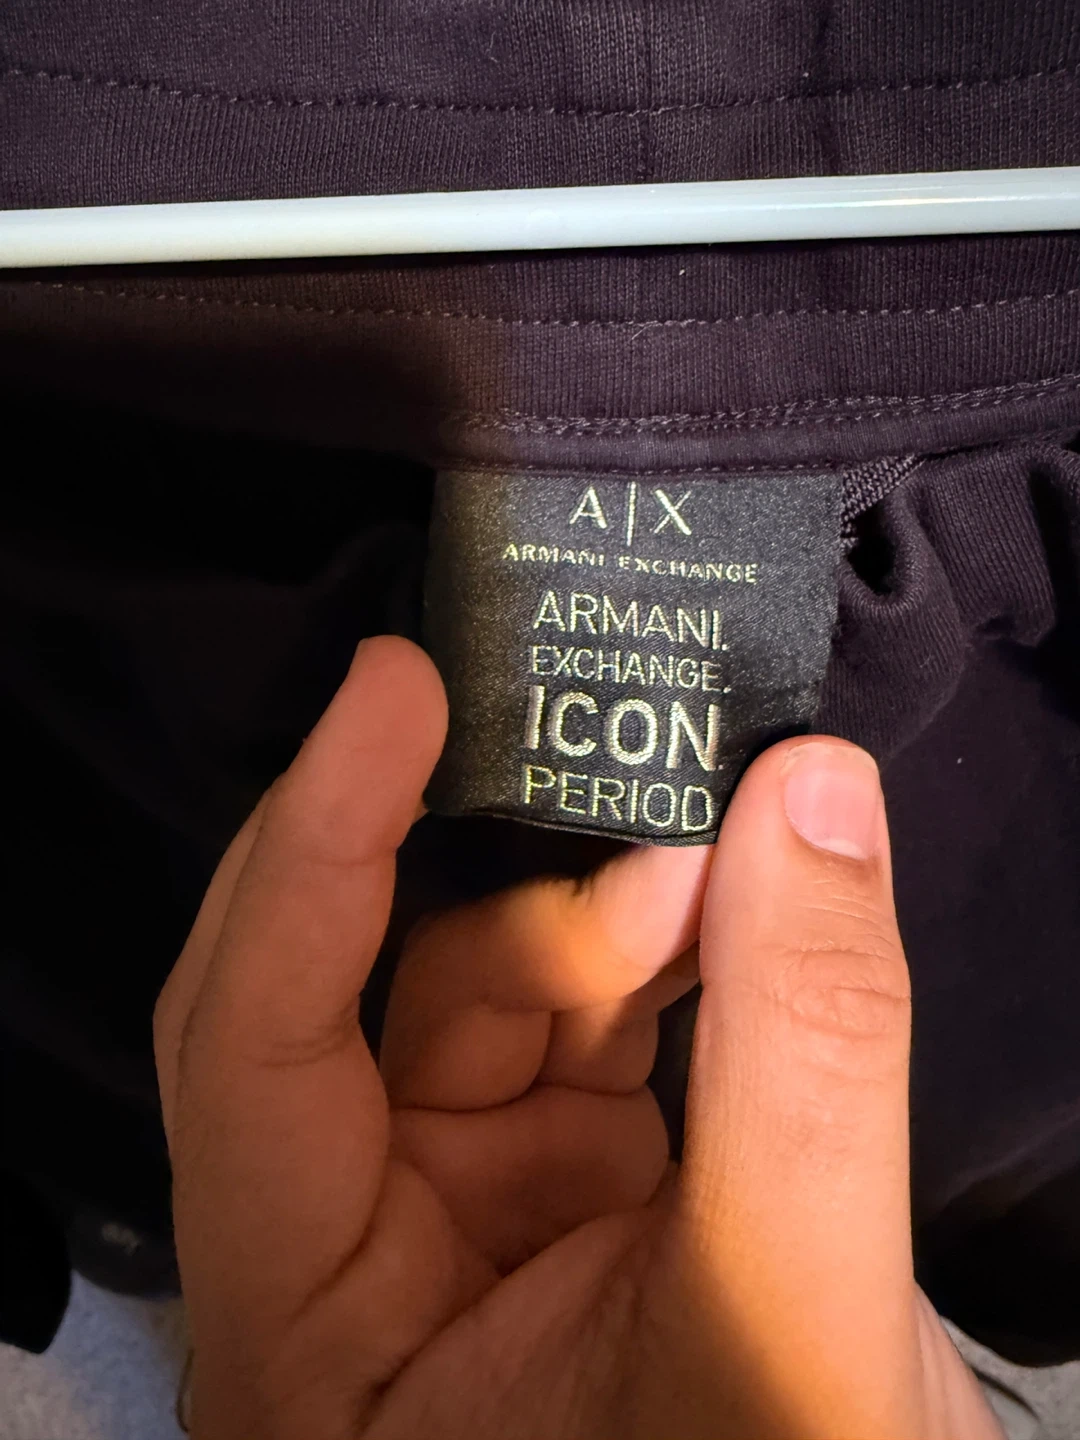 A|X
ARMANI EXCHANGE
ARMANI.
EXCHANGE.
ICON.
PERIOD